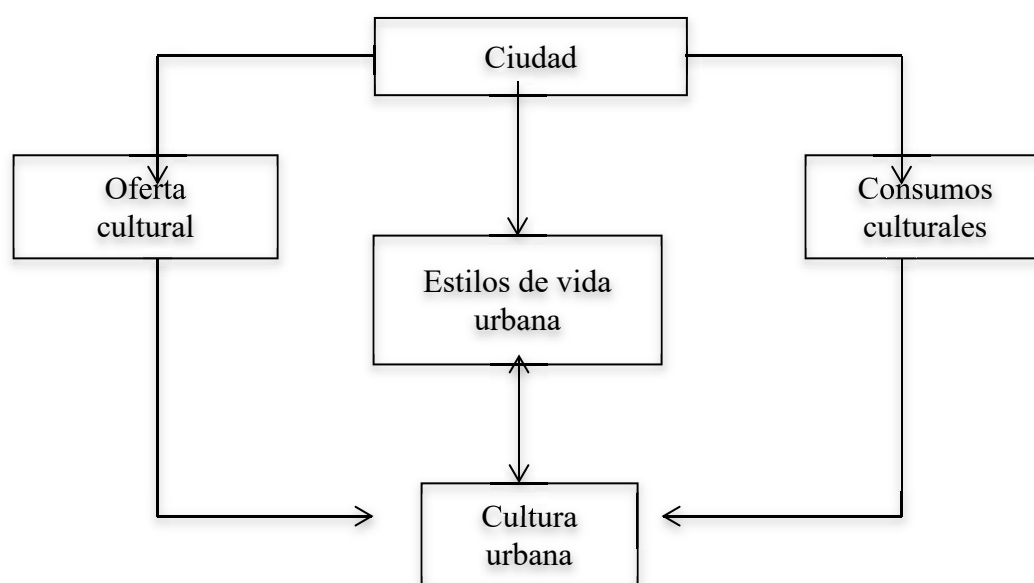 Ciudad
Oferta
cultural
Consumos
culturales
Estilos de vida
urbana
Cultura
urbana